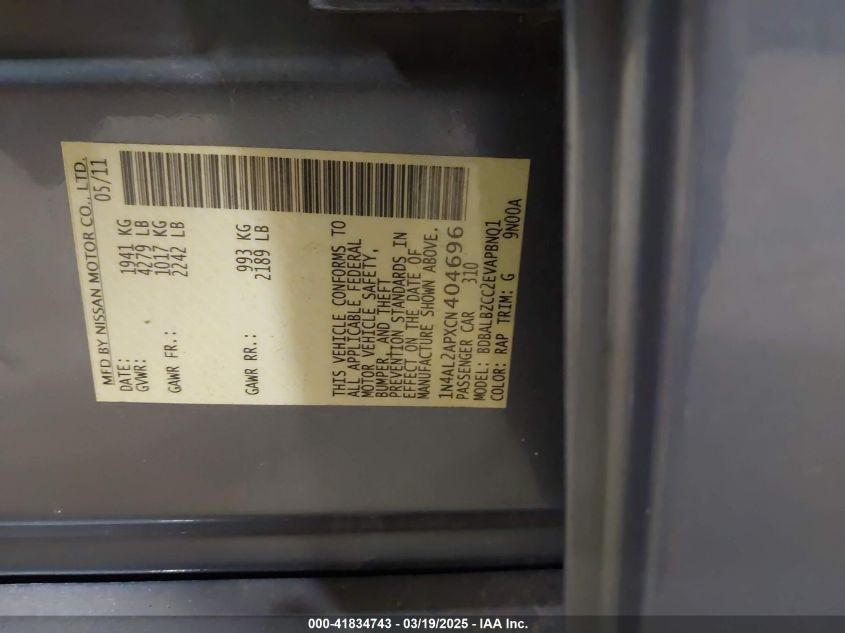 MFD BY NISSAN MOTOR CO., LTD.
DATE: 05/11
GVWR: 1941 KG
4279 LB
GAWR FR.: 1017 KG
2242 LB
GAWR RR.: 993 KG
2189 LB
THIS VEHICLE CONFORMS TO
ALL APPLICABLE FEDERAL
MOTOR VEHICLE SAFETY,
BUMPER, AND THEFT
PREVENTION STANDARDS IN
EFFECT ON THE DATE OF
MANUFACTURE SHOWN ABOVE.
1N4AL2APXCN404696
PASSENGER CAR 310
MODEL: BDBALBZCC2EVAPBNQ1
COLOR: RAP TRIM: G 9N00A
000-41834743 - 03/19/2025 - IAA Inc.